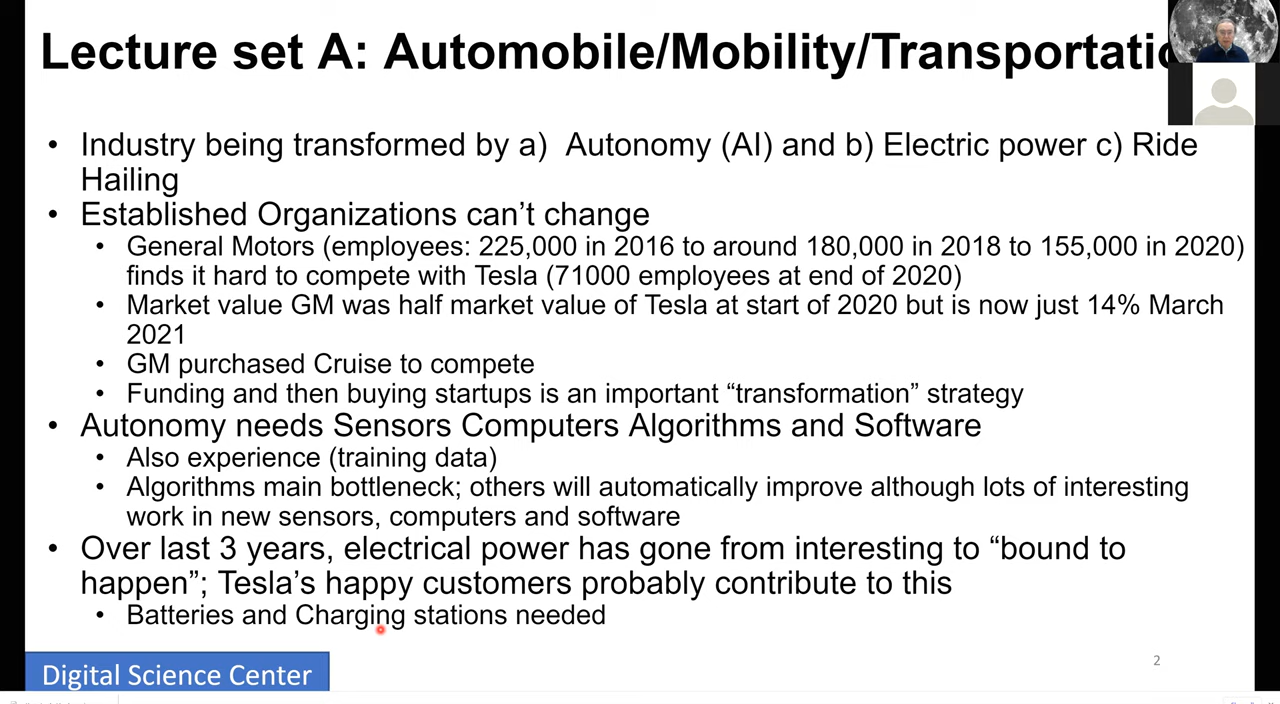 Lecture set A: Automobile/Mobility/Transportatio
• Industry being transformed by a) Autonomy (AI) and b) Electric power c) Ride
Hailing
• Established Organizations can’t change
• General Motors (employees: 225,000 in 2016 to around 180,000 in 2018 to 155,000 in 2020)
finds it hard to compete with Tesla (71000 employees at end of 2020)
• Market value GM was half market value of Tesla at start of 2020 but is now just 14% March
2021
• GM purchased Cruise to compete
• Funding and then buying startups is an important “transformation” strategy
• Autonomy needs Sensors Computers Algorithms and Software
• Also experience (training data)
• Algorithms main bottleneck; others will automatically improve although lots of interesting
work in new sensors, computers and software
• Over last 3 years, electrical power has gone from interesting to “bound to
happen”; Tesla’s happy customers probably contribute to this
• Batteries and Charging stations needed
2
Digital Science Center